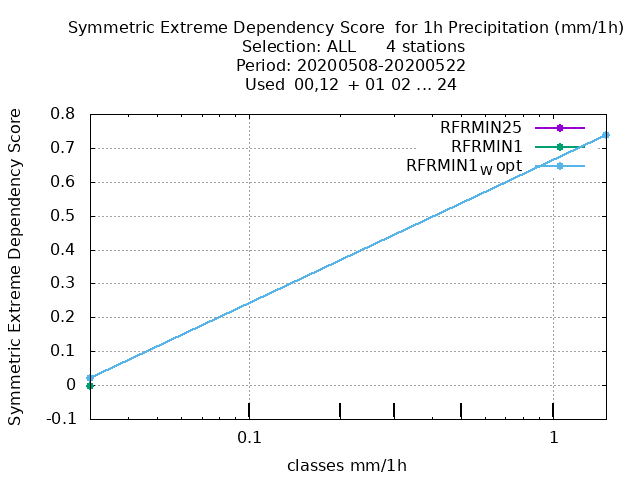 Symmetric Extreme Dependency Score  for 1h Precipitation (mm/1h)
Selection: ALL      4 stations
Period: 20200508-20200522
Used  00,12  + 01 02 ... 24
Symmetric Extreme Dependency Score
0.8
0.7
0.6
0.5
0.4
0.3
0.2
0.1
0
-0.1
RFRMIN25
RFRMIN1
RFRMIN1W opt
0.1
1
classes mm/1h